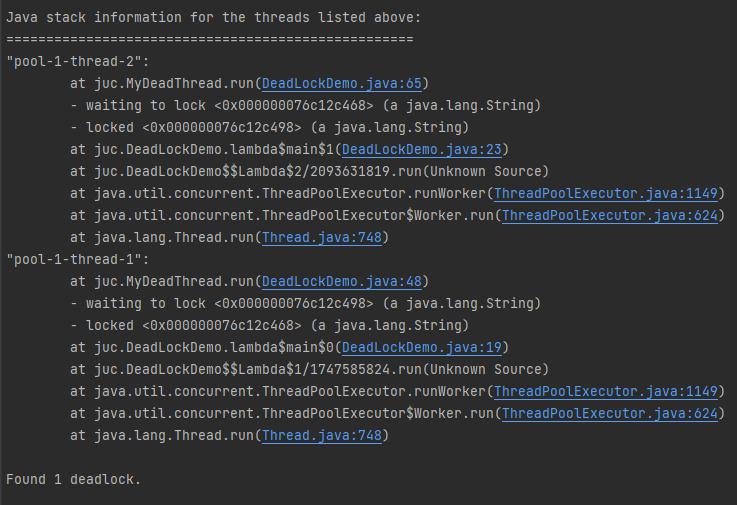 Java stack information for the threads listed above:
===================================================
"pool-1-thread-2":
        at juc.MyDeadThread.run(DeadLockDemo.java:65)
        - waiting to lock <0x000000076c12c468> (a java.lang.String)
        - locked <0x000000076c12c498> (a java.lang.String)
        at juc.DeadLockDemo.lambda$main$1(DeadLockDemo.java:23)
        at juc.DeadLockDemo$$Lambda$2/2093631819.run(Unknown Source)
        at java.util.concurrent.ThreadPoolExecutor.runWorker(ThreadPoolExecutor.java:1149)
        at java.util.concurrent.ThreadPoolExecutor$Worker.run(ThreadPoolExecutor.java:624)
        at java.lang.Thread.run(Thread.java:748)
"pool-1-thread-1":
        at juc.MyDeadThread.run(DeadLockDemo.java:48)
        - waiting to lock <0x000000076c12c498> (a java.lang.String)
        - locked <0x000000076c12c468> (a java.lang.String)
        at juc.DeadLockDemo.lambda$main$0(DeadLockDemo.java:19)
        at juc.DeadLockDemo$$Lambda$1/1747585824.run(Unknown Source)
        at java.util.concurrent.ThreadPoolExecutor.runWorker(ThreadPoolExecutor.java:1149)
        at java.util.concurrent.ThreadPoolExecutor$Worker.run(ThreadPoolExecutor.java:624)
        at java.lang.Thread.run(Thread.java:748)
Found 1 deadlock.